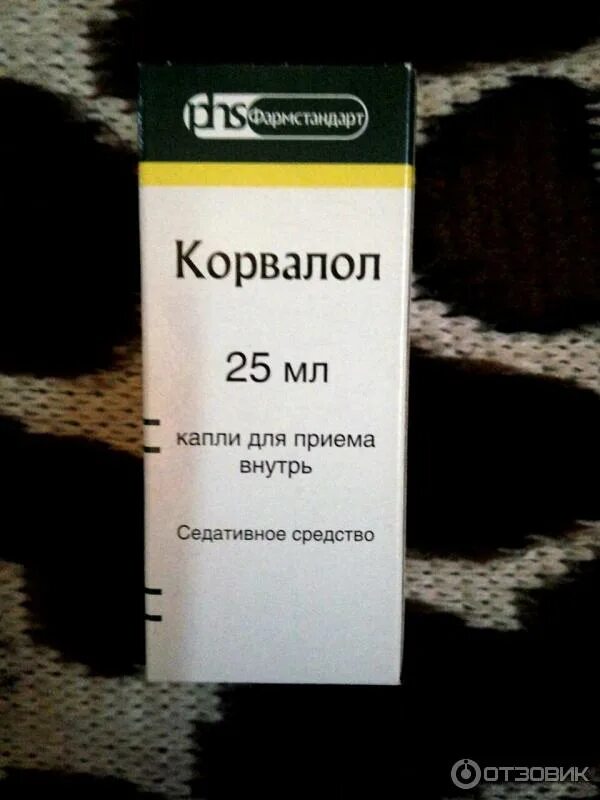 phs Фармстандарт
Корвалол
25 мл
капли для приема
внутрь
Седативное средство
ОТЗОВИК